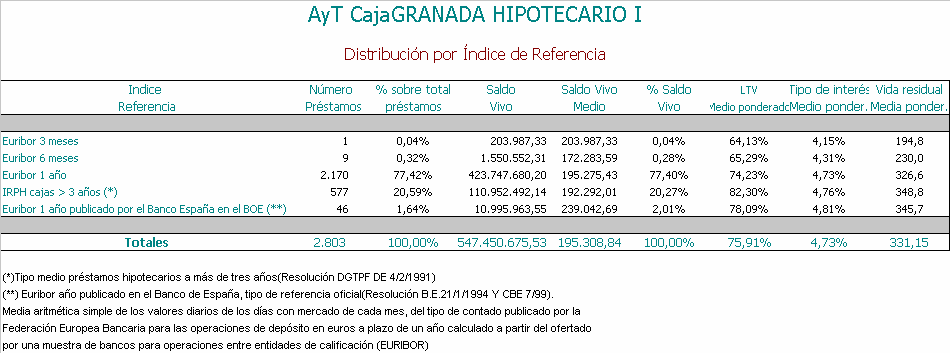 AyT CajaGRANADA HIPOTECARIO I
Distribución por Índice de Referencia
Indice Número % sobre total Saldo Saldo Vivo % Saldo LTV Tipo de interés Vida residual
Referencia Préstamos préstamos Vivo Medio Vivo Medio ponderado Medio ponder. Media ponder.
Euribor 3 meses 1 0,04% 203.987,33 203.987,33 0,04% 64,13% 4,15% 194,8
Euribor 6 meses 9 0,32% 1.550.552,31 172.283,59 0,28% 65,29% 4,31% 230,0
Euribor 1 año 2.170 77,42% 423.747.680,20 195.275,43 77,40% 74,23% 4,73% 326,6
IRPH cajas > 3 años (*) 577 20,59% 110.952.492,14 192.292,01 20,27% 82,30% 4,76% 348,8
Euribor 1 año publicado por el Banco España en el BOE (**) 46 1,64% 10.995.963,55 239.042,69 2,01% 78,09% 4,81% 345,7
Totales 2.803 100,00% 547.450.675,53 195.308,84 100,00% 75,91% 4,73% 331,15
(*)Tipo medio préstamos hipotecarios a más de tres años(Resolución DGTPF DE 4/2/1991)
(**) Euribor año publicado en el Banco de España, tipo de referencia oficial(Resolución B.E.21/1/1994 Y CBE 7/99).
Media aritmética simple de los valores diarios de los días con mercado de cada mes, del tipo de contado publicado por la
Federación Europea Bancaria para las operaciones de depósito en euros a plazo de un año calculado a partir del ofertado
por una muestra de bancos para operaciones entre entidades de calificación (EURIBOR)